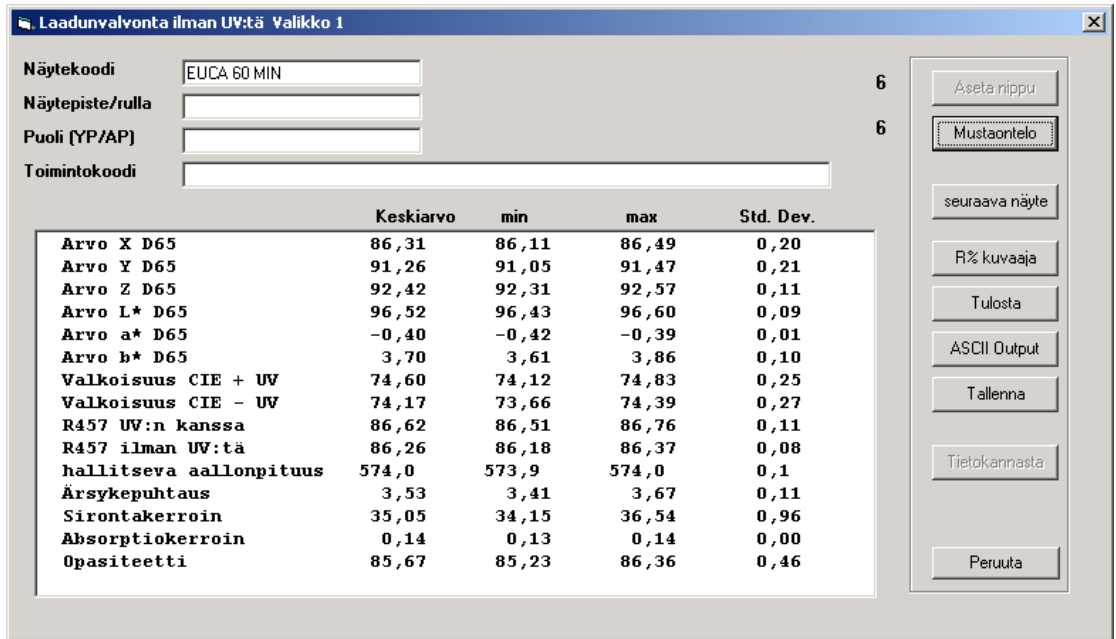 Laadunvalvonta ilman UV:tä Valikko 1
Näytekoodi EUCA 60 MIN
Näytepiste/rulla
Puoli (YP/AP)
Toimintokoodi
6
6
Keskiarvo min max Std. Dev.
Arvo X D65 86,31 86,11 86,49 0,20
Arvo Y D65 91,26 91,05 91,47 0,21
Arvo Z D65 92,42 92,31 92,57 0,11
Arvo L* D65 96,52 96,43 96,60 0,09
Arvo a* D65 -0,40 -0,42 -0,39 0,01
Arvo b* D65 3,70 3,61 3,86 0,10
Valkoisuus CIE + UV 74,60 74,12 74,83 0,25
Valkoisuus CIE - UV 74,17 73,66 74,39 0,27
R457 UV:n kanssa 86,62 86,51 86,76 0,11
R457 ilman UV:tä 86,26 86,18 86,37 0,08
hallitseva aallonpituus 574,0 573,9 574,0 0,1
Ärsykepuhtaus 3,53 3,41 3,67 0,11
Sirontakerroin 35,05 34,15 36,54 0,96
Absorptiokerroin 0,14 0,13 0,14 0,00
Opasiteetti 85,67 85,23 86,36 0,46
Aseta nippu
Mustaontelo
seuraava näyte
R% kuvaaja
Tulosta
ASCII Output
Tallenna
Tietokannasta
Peruuta